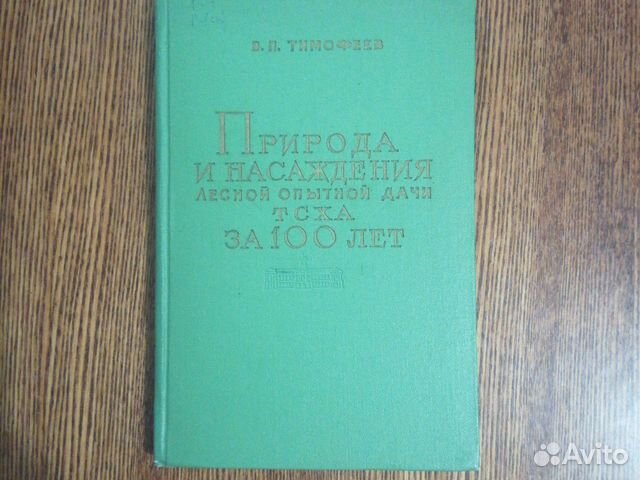 В. П. ТИМОФЕЕВ
ПРИРОДА
И НАСАЖДЕНИЯ
ЛЕСНОЙ ОПЫТНОЙ ДАЧИ
ТСХА
ЗА 100 ЛЕТ
Avito